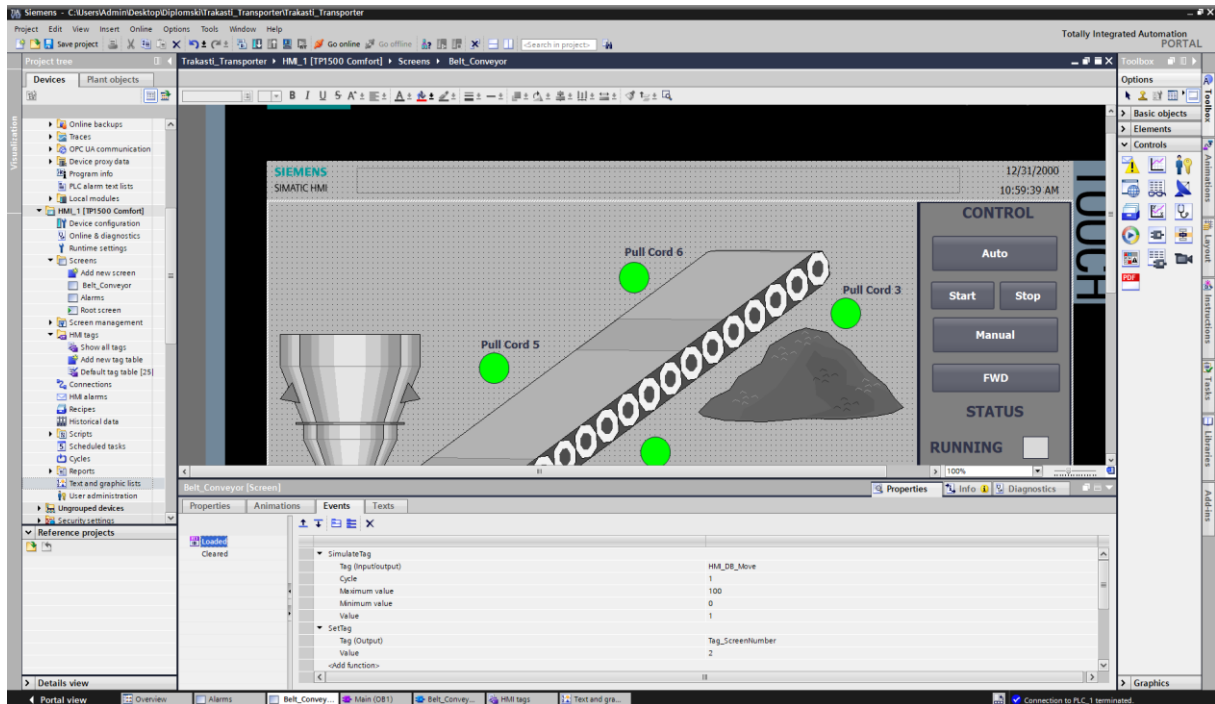 Siemens - C:\Users\Admin\Desktop\Diplomski\Trakasti_Transporter\Trakasti_Transporter
Project Edit View Insert Online Options Tools Window Help
Totally Integrated Automation
PORTAL
Save project
Go online
Go offline
<Search in project>
Project tree
Trakasti_Transporter HMI_1 [TP1500 Comfort] Screens Belt_Conveyor
Toolbox
Devices
Plant objects
Options
B I U S A
Visualization
Online backups
Traces
OPC UA communication
Device proxy data
Program info
PLC alarm text lists
Local modules
HMI_1 [TP1500 Comfort]
Device configuration
Online & diagnostics
Runtime settings
Screens
Add new screen
Belt_Conveyor
Alarms
Root screen
Screen management
HMI tags
Show all tags
Add new tag table
Default tag table [25]
Connections
HMI alarms
Recipes
Historical data
Scripts
Scheduled tasks
Cycles
Reports
Text and graphic lists
User administration
Ungrouped devices
Security settings
Reference projects
Details view
SIEMENS
SIMATIC HMI
12/31/2000
10:59:39 AM
TOUCH
Pull Cord 6
Pull Cord 3
Pull Cord 5
CONTROL
Auto
Start
Stop
Manual
FWD
STATUS
RUNNING
100%
Basic objects
Elements
Controls
PDF
Graphics
Toolbox
Animations
Layout
Instructions
Tasks
Libraries
Add-ins
Belt_Conveyor [Screen]
Properties
Info
Diagnostics
Properties
Animations
Events
Texts
Loaded
Cleared
SimulateTag
Tag (Input/output) HMI_DB_Move
Cycle 1
Maximum value 100
Minimum value 0
Value 1
SetTag
Tag (Output) Tag_ScreenNumber
Value 2
<Add function>
Portal view
Overview
Alarms
Belt_Convey...
Main (OB1)
Belt_Convey...
HMI tags
Text and gra...
Connection to PLC_1 terminated.